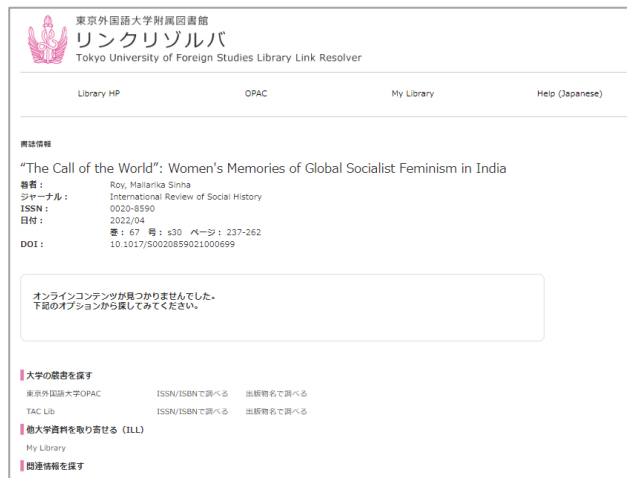 東京外国語大学附属図書館
リンクリゾルバ
Tokyo University of Foreign Studies Library Link Resolver
Library HP OPAC My Library Help (Japanese)
書誌情報
“The Call of the World”: Women's Memories of Global Socialist Feminism in India
著者： Roy, Mallarika Sinha
ジャーナル： International Review of Social History
ISSN： 0020-8590
日付： 2022/04
巻： 67 号： s30 ページ： 237-262
DOI： 10.1017/S0020859021000699
オンラインコンテンツが見つかりませんでした。
下記のオプションから探してみてください。
大学の蔵書を探す
東京外国語大学OPAC ISSN/ISBNで調べる 出版物名で調べる
TAC Lib ISSN/ISBNで調べる 出版物名で調べる
他大学資料を取り寄せる（ILL）
My Library
関連情報を探す